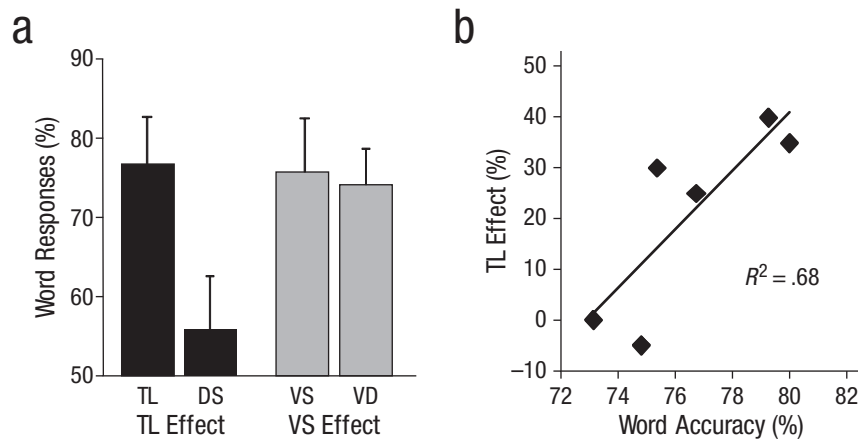 a
90
80
70
60
50
Word Responses (%)
TL DS VS VD
TL Effect VS Effect
b
50
40
30
20
10
0
–10
TL Effect (%)
R² = .68
72 74 76 78 80 82
Word Accuracy (%)